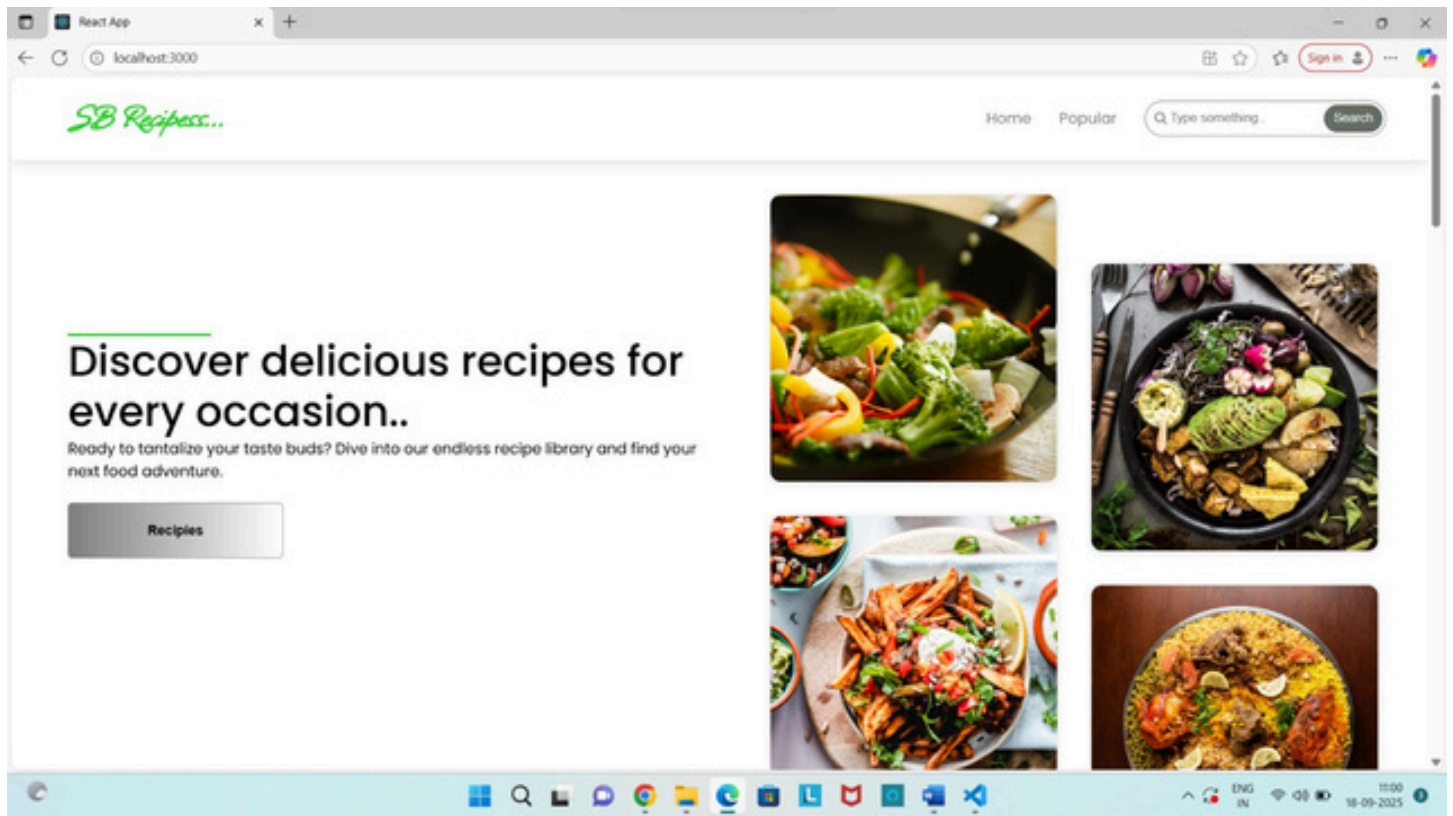 React App
localhost:3000
Sign in
SB Recipess...
Home
Popular
Type something..
Search
Discover delicious recipes for
every occasion..
Ready to tantalize your taste buds? Dive into our endless recipe library and find your
next food adventure.
Recipies
ENG
IN
11:00
18-09-2025